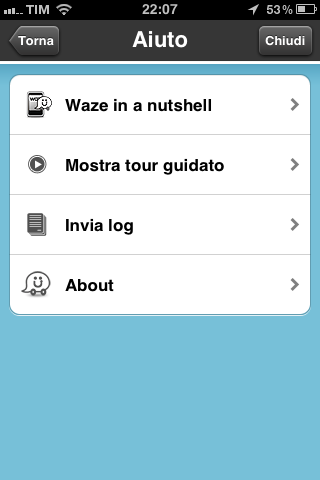 TIM 22:07 53%
Torna Aiuto Chiudi
Waze in a nutshell
Mostra tour guidato
Invia log
About